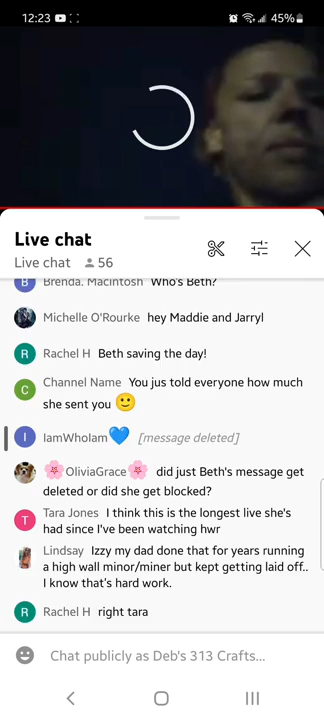 12:23 45%
Live chat
Live chat 56
B Brenda. Macintosh Who's Beth?
Michelle O'Rourke hey Maddie and Jarryl
R Rachel H Beth saving the day!
C Channel Name You jus told everyone how much
she sent you 🙂
I IamWhoIam💙 [message deleted]
🌸OliviaGrace🌸 did just Beth's message get
deleted or did she get blocked?
T Tara Jones I think this is the longest live she's
had since I've been watching hwr
Lindsay Izzy my dad done that for years running
a high wall minor/miner but kept getting laid off..
I know that's hard work.
R Rachel H right tara
Chat publicly as Deb's 313 Crafts...